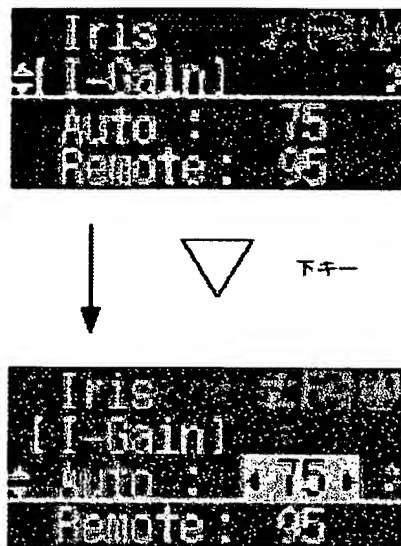 Iris
[I-Gain]
Auto : 75
Remote : 95
下キー
Iris
[I-Gain]
Auto : 75
Remote : 95